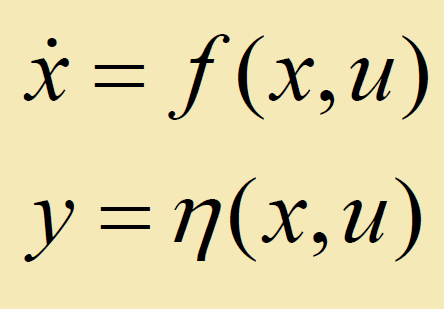 ẋ = f(x,u)
y = η(x,u)